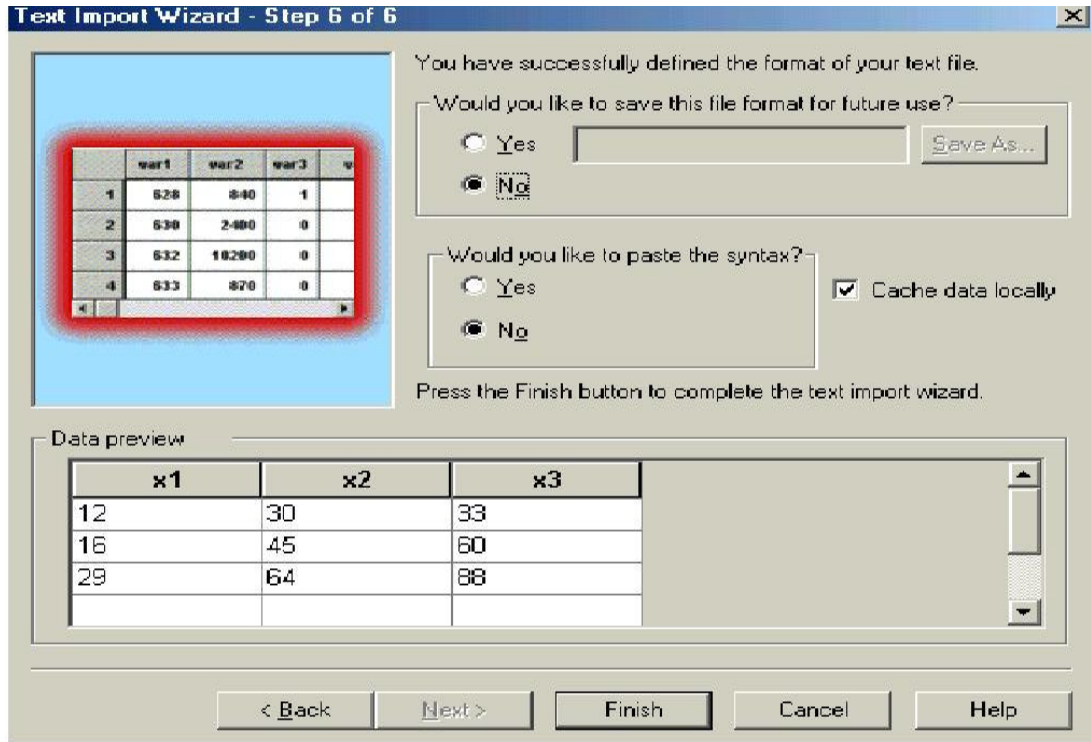 Text Import Wizard - Step 6 of 6
You have successfully defined the format of your text file.
Would you like to save this file format for future use?
Yes
Save As...
No
var1 var2 var3 v
1 628 840 1
2 630 2400 0
3 632 10200 0
4 633 870 0
Would you like to paste the syntax?
Yes
Cache data locally
No
Press the Finish button to complete the text import wizard.
Data preview
x1 x2 x3
12 30 33
16 45 60
29 64 88
< Back Next > Finish Cancel Help